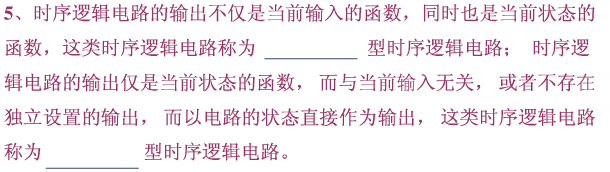 5、时序逻辑电路的输出不仅是当前输入的函数，同时也是当前状态的
函数，这类时序逻辑电路称为 __________ 型时序逻辑电路； 时序逻
辑电路的输出仅是当前状态的函数， 而与当前输入无关， 或者不存在
独立设置的输出， 而以电路的状态直接作为输出， 这类时序逻辑电路
称为 __________ 型时序逻辑电路。